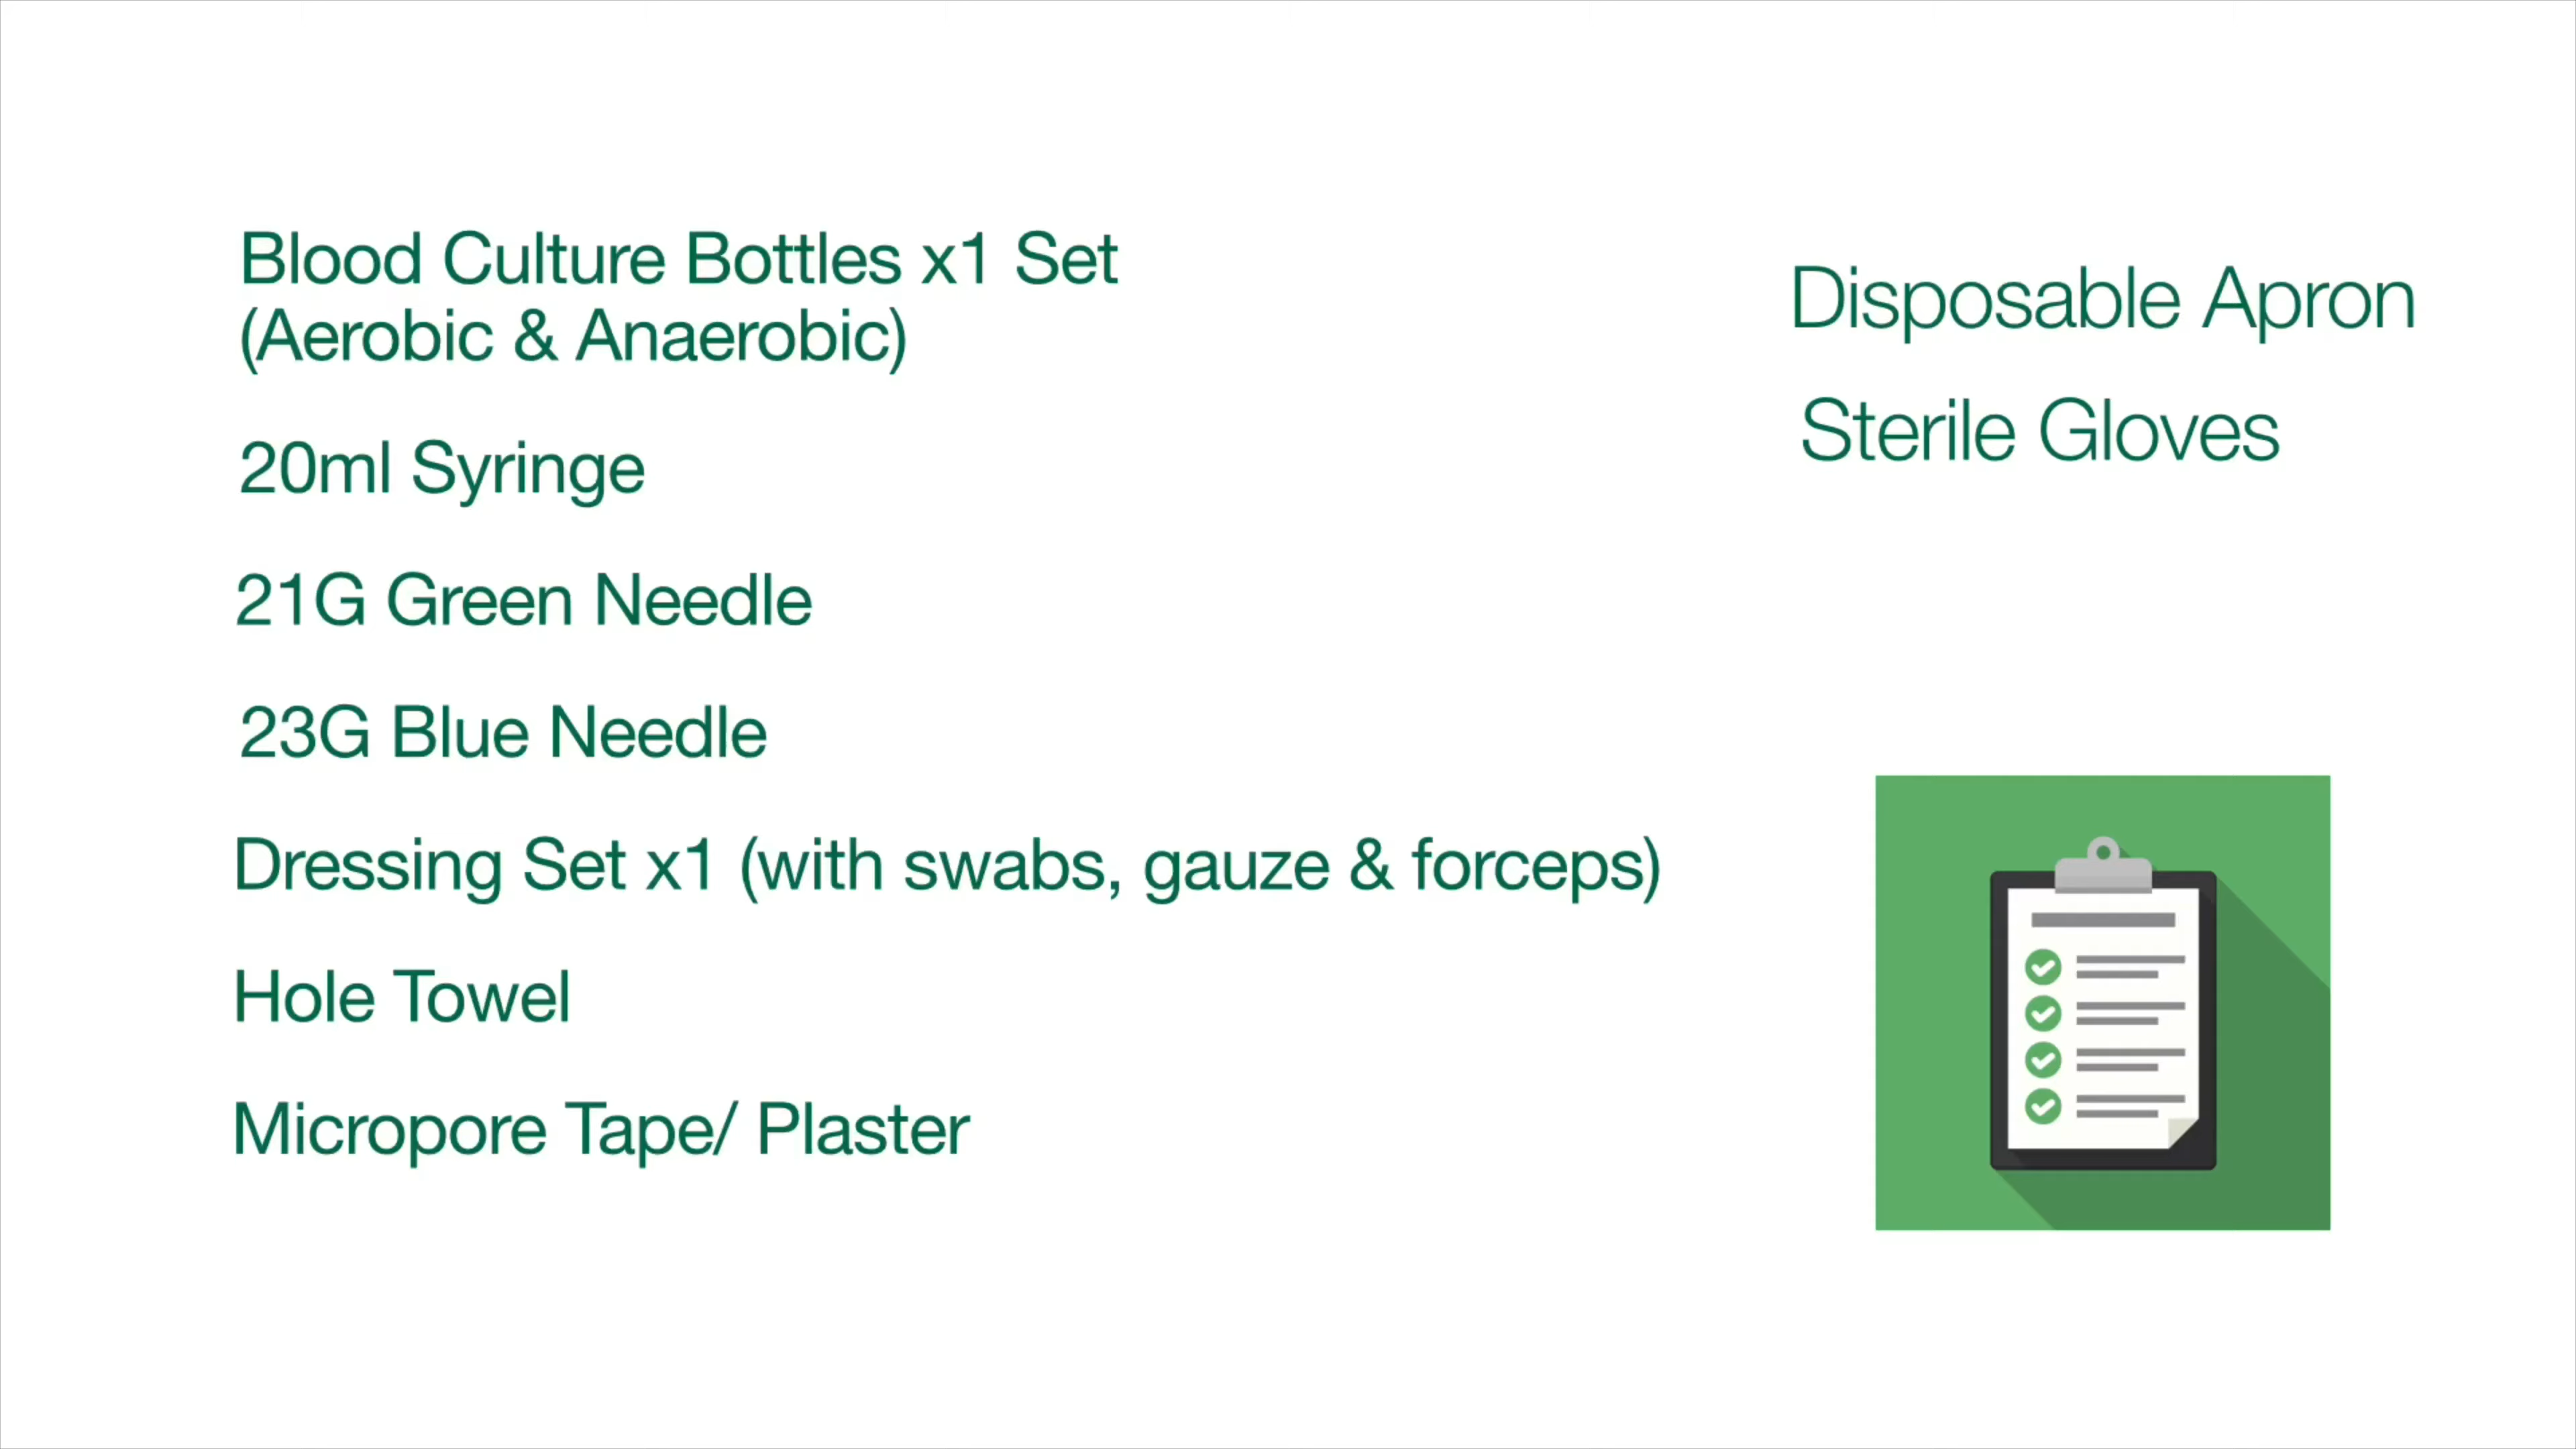 Blood Culture Bottles x1 Set
(Aerobic & Anaerobic)
20ml Syringe
21G Green Needle
23G Blue Needle
Dressing Set x1 (with swabs, gauze & forceps)
Hole Towel
Micropore Tape/ Plaster
Disposable Apron
Sterile Gloves